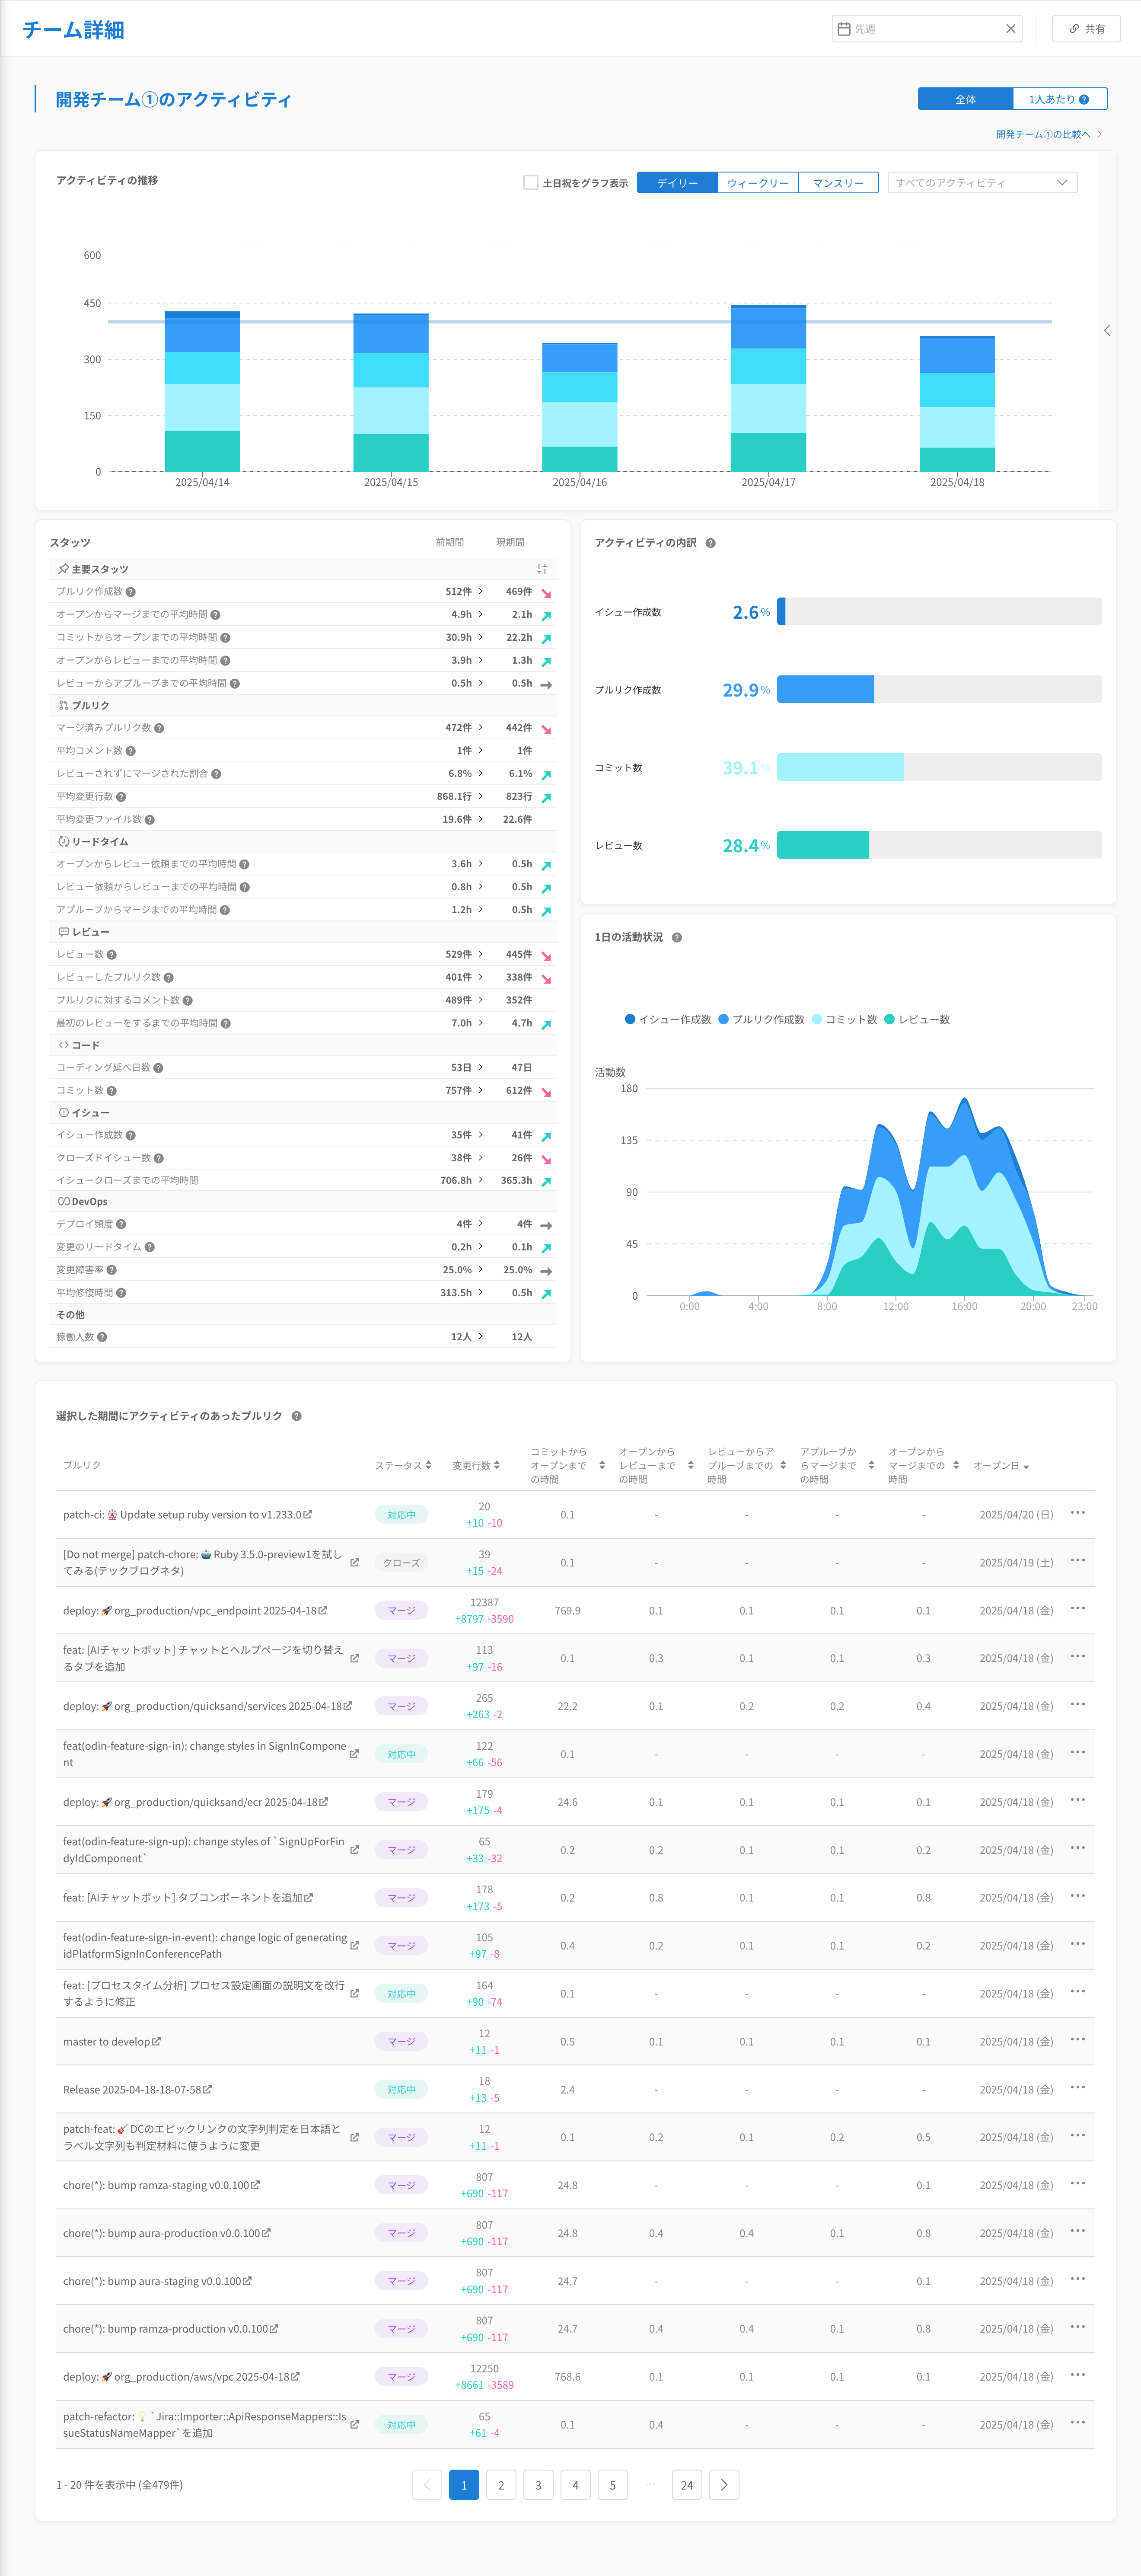 チーム詳細
先週
共有
開発チーム①のアクティビティ
全体
1人あたり
開発チーム①の比較へ
アクティビティの推移
土日祝をグラフ表示
デイリー ウィークリー マンスリー
すべてのアクティビティ
600
450
300
150
0
2025/04/14 2025/04/15 2025/04/16 2025/04/17 2025/04/18
スタッツ 前期間 現期間
主要スタッツ
プルリク作成数 512件 469件
オープンからマージまでの平均時間 4.9h 2.1h
コミットからオープンまでの平均時間 30.9h 22.2h
オープンからレビューまでの平均時間 3.9h 1.3h
レビューからアプルーブまでの平均時間 0.5h 0.5h
プルリク
マージ済みプルリク数 472件 442件
平均コメント数 1件 1件
レビューされずにマージされた割合 6.8% 6.1%
平均変更行数 868.1行 823行
平均変更ファイル数 19.6件 22.6件
リードタイム
オープンからレビュー依頼までの平均時間 3.6h 0.5h
レビュー依頼からレビューまでの平均時間 0.8h 0.5h
アプルーブからマージまでの平均時間 1.2h 0.5h
レビュー
レビュー数 529件 445件
レビューしたプルリク数 401件 338件
プルリクに対するコメント数 489件 352件
最初のレビューをするまでの平均時間 7.0h 4.7h
コード
コーディング延べ日数 53日 47日
コミット数 757件 612件
イシュー
イシュー作成数 35件 41件
クローズドイシュー数 38件 26件
イシュークローズまでの平均時間 706.8h 365.3h
DevOps
デプロイ頻度 4件 4件
変更のリードタイム 0.2h 0.1h
変更障害率 25.0% 25.0%
平均修復時間 313.5h 0.5h
その他
稼働人数 12人 12人
アクティビティの内訳
イシュー作成数 2.6%
プルリク作成数 29.9%
コミット数 39.1%
レビュー数 28.4%
1日の活動状況
イシュー作成数 プルリク作成数 コミット数 レビュー数
活動数
180
135
90
45
0
0:00 4:00 8:00 12:00 16:00 20:00 23:00
選択した期間にアクティビティのあったプルリク
プルリク ステータス 変更行数 コミットからオープンまでの時間 オープンからレビューまでの時間 レビューからアプルーブまでの時間 アプルーブからマージまでの時間 オープンからマージまでの時間 オープン日
patch-ci: Update setup ruby version to v1.233.0 対応中 20 +10 -10 0.1 - - - - 2025/04/20 (日)
[Do not merge] patch-chore: Ruby 3.5.0-preview1を試してみる(テックブログネタ) クローズ 39 +15 -24 0.1 - - - - 2025/04/19 (土)
deploy: 🚀 org_production/vpc_endpoint 2025-04-18 マージ 12387 +8797 -3590 769.9 0.1 0.1 0.1 0.1 2025/04/18 (金)
feat: [AIチャットボット] チャットとヘルプページを切り替えるタブを追加 マージ 113 +97 -16 0.1 0.3 0.1 0.1 0.3 2025/04/18 (金)
deploy: 🚀 org_production/quicksand/services 2025-04-18 マージ 265 +263 -2 22.2 0.1 0.2 0.2 0.4 2025/04/18 (金)
feat(odin-feature-sign-in): change styles in SignInComponent 対応中 122 +66 -56 0.1 - - - - 2025/04/18 (金)
deploy: 🚀 org_production/quicksand/ecr 2025-04-18 マージ 179 +175 -4 24.6 0.1 0.1 0.1 0.1 2025/04/18 (金)
feat(odin-feature-sign-up): change styles of `SignUpForFindyIdComponent` マージ 65 +33 -32 0.2 0.2 0.1 0.1 0.2 2025/04/18 (金)
feat: [AIチャットボット] タブコンポーネントを追加 マージ 178 +173 -5 0.2 0.8 0.1 0.1 0.8 2025/04/18 (金)
feat(odin-feature-sign-in-event): change logic of generating idPlatformSignInConferencePath マージ 105 +97 -8 0.4 0.2 0.1 0.1 0.2 2025/04/18 (金)
feat: [プロセスタイム分析] プロセス設定画面の説明文を改行するように修正 対応中 164 +90 -74 0.1 - - - - 2025/04/18 (金)
master to develop マージ 12 +11 -1 0.5 0.1 0.1 0.1 0.1 2025/04/18 (金)
Release 2025-04-18-18-07-58 対応中 18 +13 -5 2.4 - - - - 2025/04/18 (金)
patch-feat: 🎸 DCのエピックリンクの文字列判定を日本語とラベル文字列も判定材料に使うように変更 マージ 12 +11 -1 0.1 0.2 0.1 0.2 0.5 2025/04/18 (金)
chore(*): bump ramza-staging v0.0.100 マージ 807 +690 -117 24.8 - - - 0.1 2025/04/18 (金)
chore(*): bump aura-production v0.0.100 マージ 807 +690 -117 24.8 0.4 0.4 0.1 0.8 2025/04/18 (金)
chore(*): bump aura-staging v0.0.100 マージ 807 +690 -117 24.7 - - - 0.1 2025/04/18 (金)
chore(*): bump ramza-production v0.0.100 マージ 807 +690 -117 24.7 0.4 0.4 0.1 0.8 2025/04/18 (金)
deploy: 🚀 org_production/aws/vpc 2025-04-18 マージ 12250 +8661 -3589 768.6 0.1 0.1 0.1 0.1 2025/04/18 (金)
patch-refactor: 💡 `Jira::Importer::ApiResponseMappers::IssueStatusNameMapper`を追加 対応中 65 +61 -4 0.1 0.4 - - - 2025/04/18 (金)
1 - 20 件を表示中 (全479件)
1 2 3 4 5 ... 24